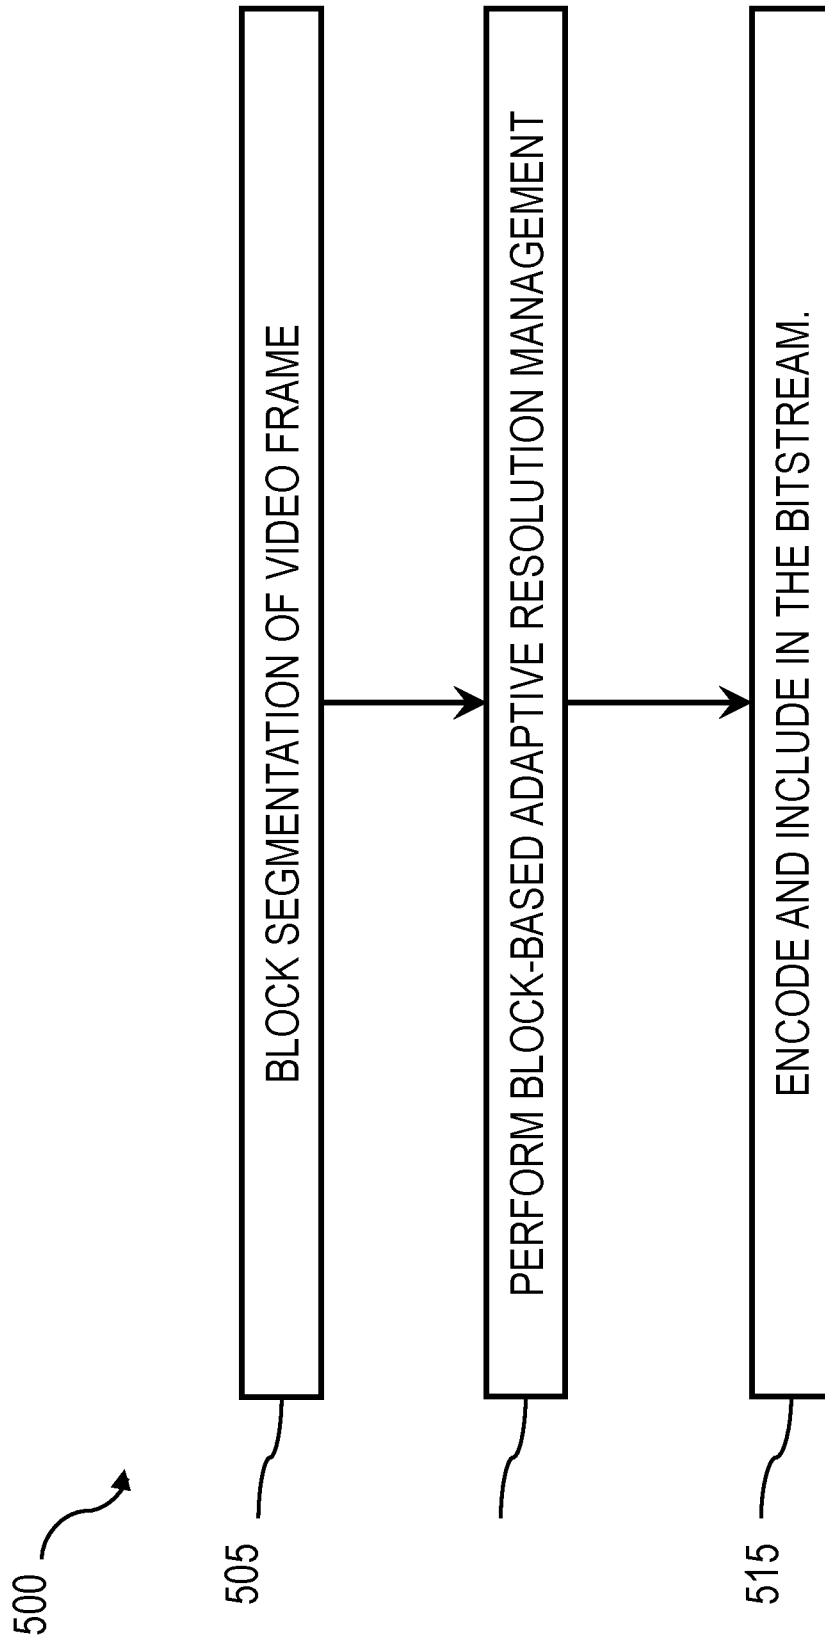 500
505
BLOCK SEGMENTATION OF VIDEO FRAME
PERFORM BLOCK-BASED ADAPTIVE RESOLUTION MANAGEMENT
515
ENCODE AND INCLUDE IN THE BITSTREAM.